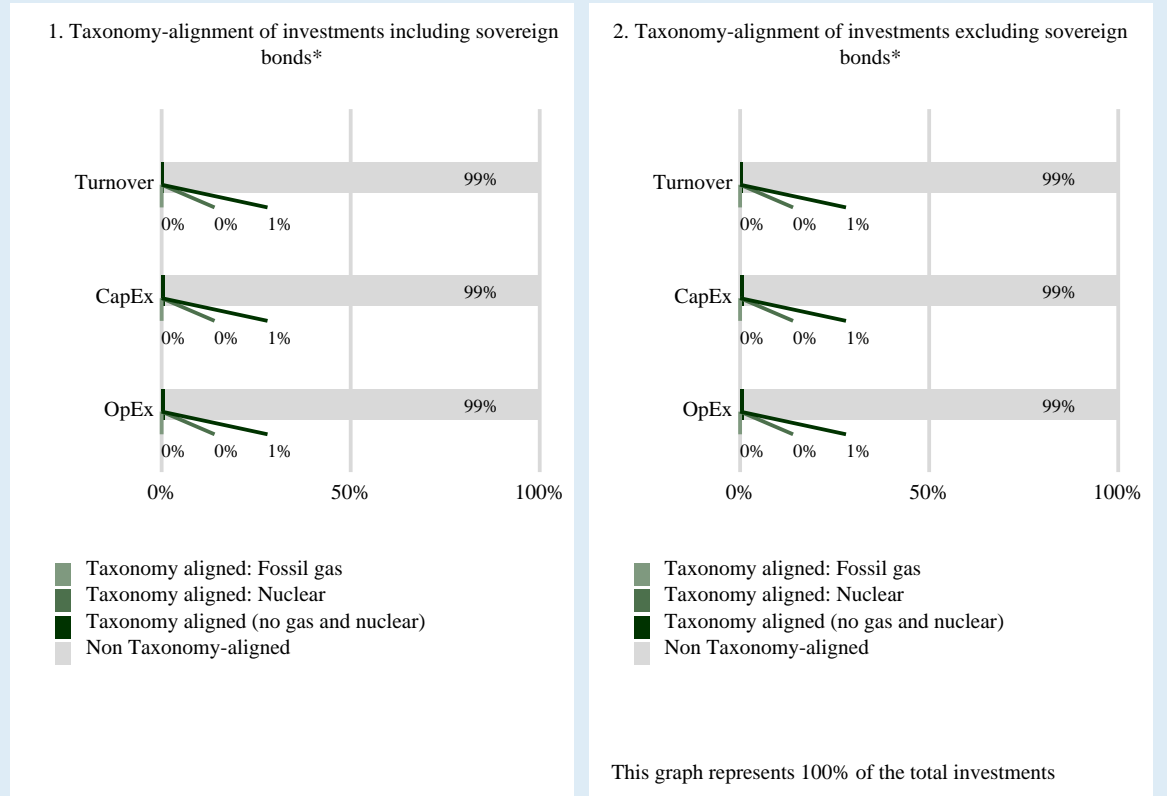 1. Taxonomy-alignment of investments including sovereign
bonds*
Turnover
99%
0% 0% 1%
CapEx
99%
0% 0% 1%
OpEx
99%
0% 0% 1%
0% 50% 100%
Taxonomy aligned: Fossil gas
Taxonomy aligned: Nuclear
Taxonomy aligned (no gas and nuclear)
Non Taxonomy-aligned
2. Taxonomy-alignment of investments excluding sovereign
bonds*
Turnover
99%
0% 0% 1%
CapEx
99%
0% 0% 1%
OpEx
99%
0% 0% 1%
0% 50% 100%
Taxonomy aligned: Fossil gas
Taxonomy aligned: Nuclear
Taxonomy aligned (no gas and nuclear)
Non Taxonomy-aligned
This graph represents 100% of the total investments